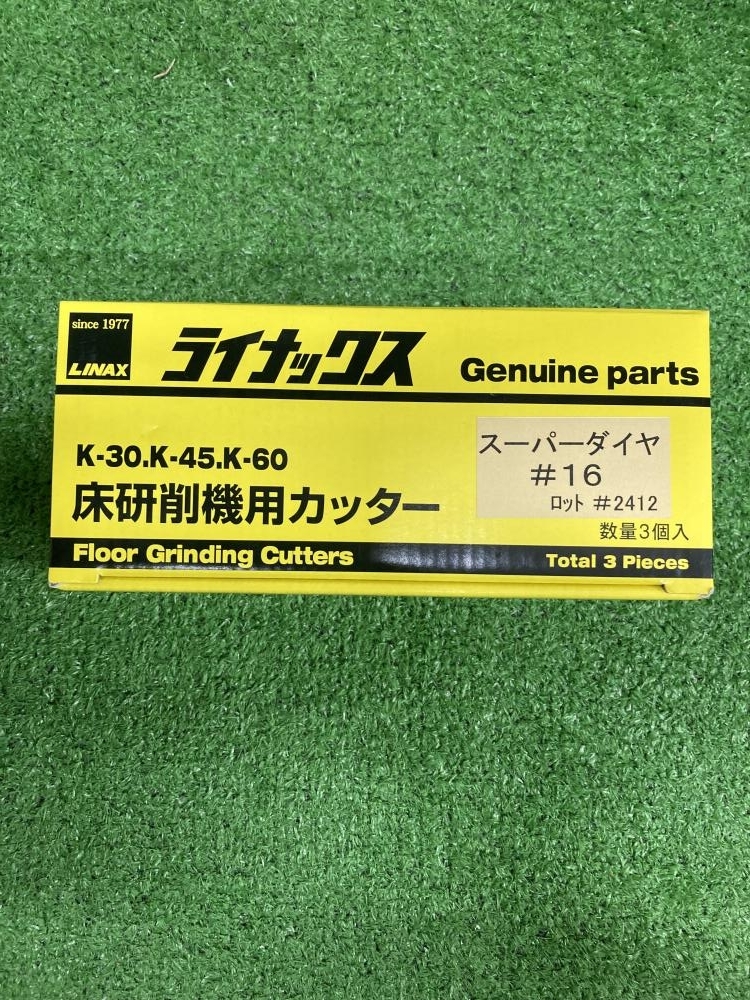 since 1977
LINAX
ライナックス
Genuine parts
K-30.K-45.K-60
床研削機用カッター
スーパーダイヤ
#16
ロット #2412
数量3個入
Floor Grinding Cutters
Total 3 Pieces